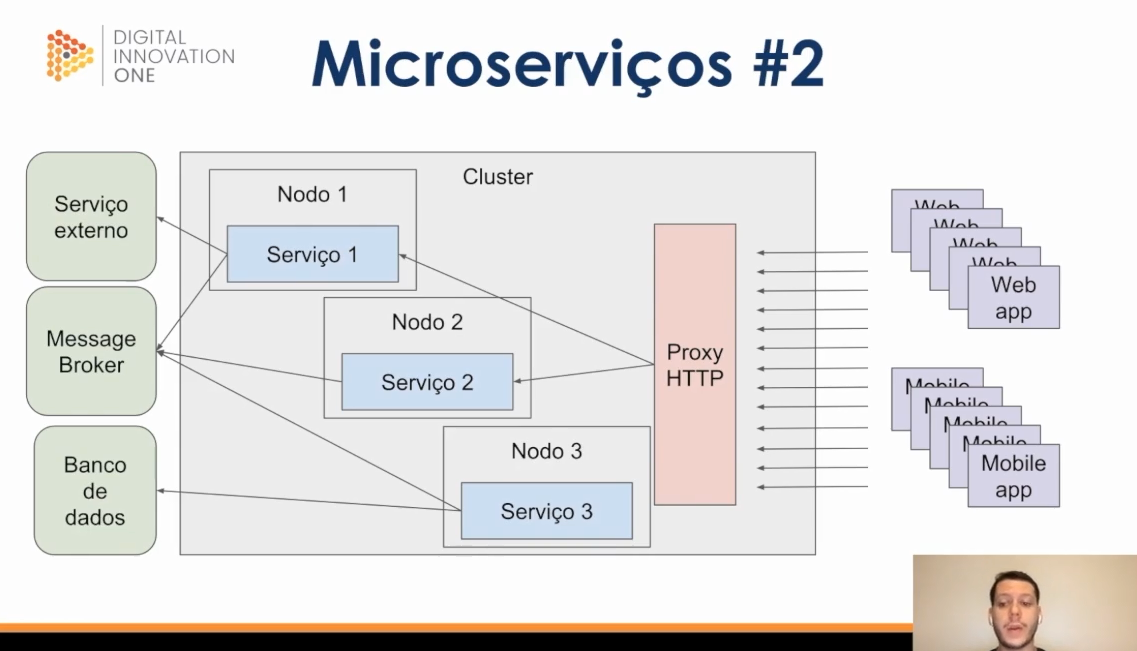 DIGITAL
INNOVATION
ONE
Microserviços #2
Serviço
externo
Message
Broker
Banco
de
dados
Cluster
Nodo 1
Serviço 1
Nodo 2
Serviço 2
Nodo 3
Serviço 3
Proxy
HTTP
Web
Web
Web
Web
Web
app
Mobile
Mobile
Mobile
Mobile
Mobile
app